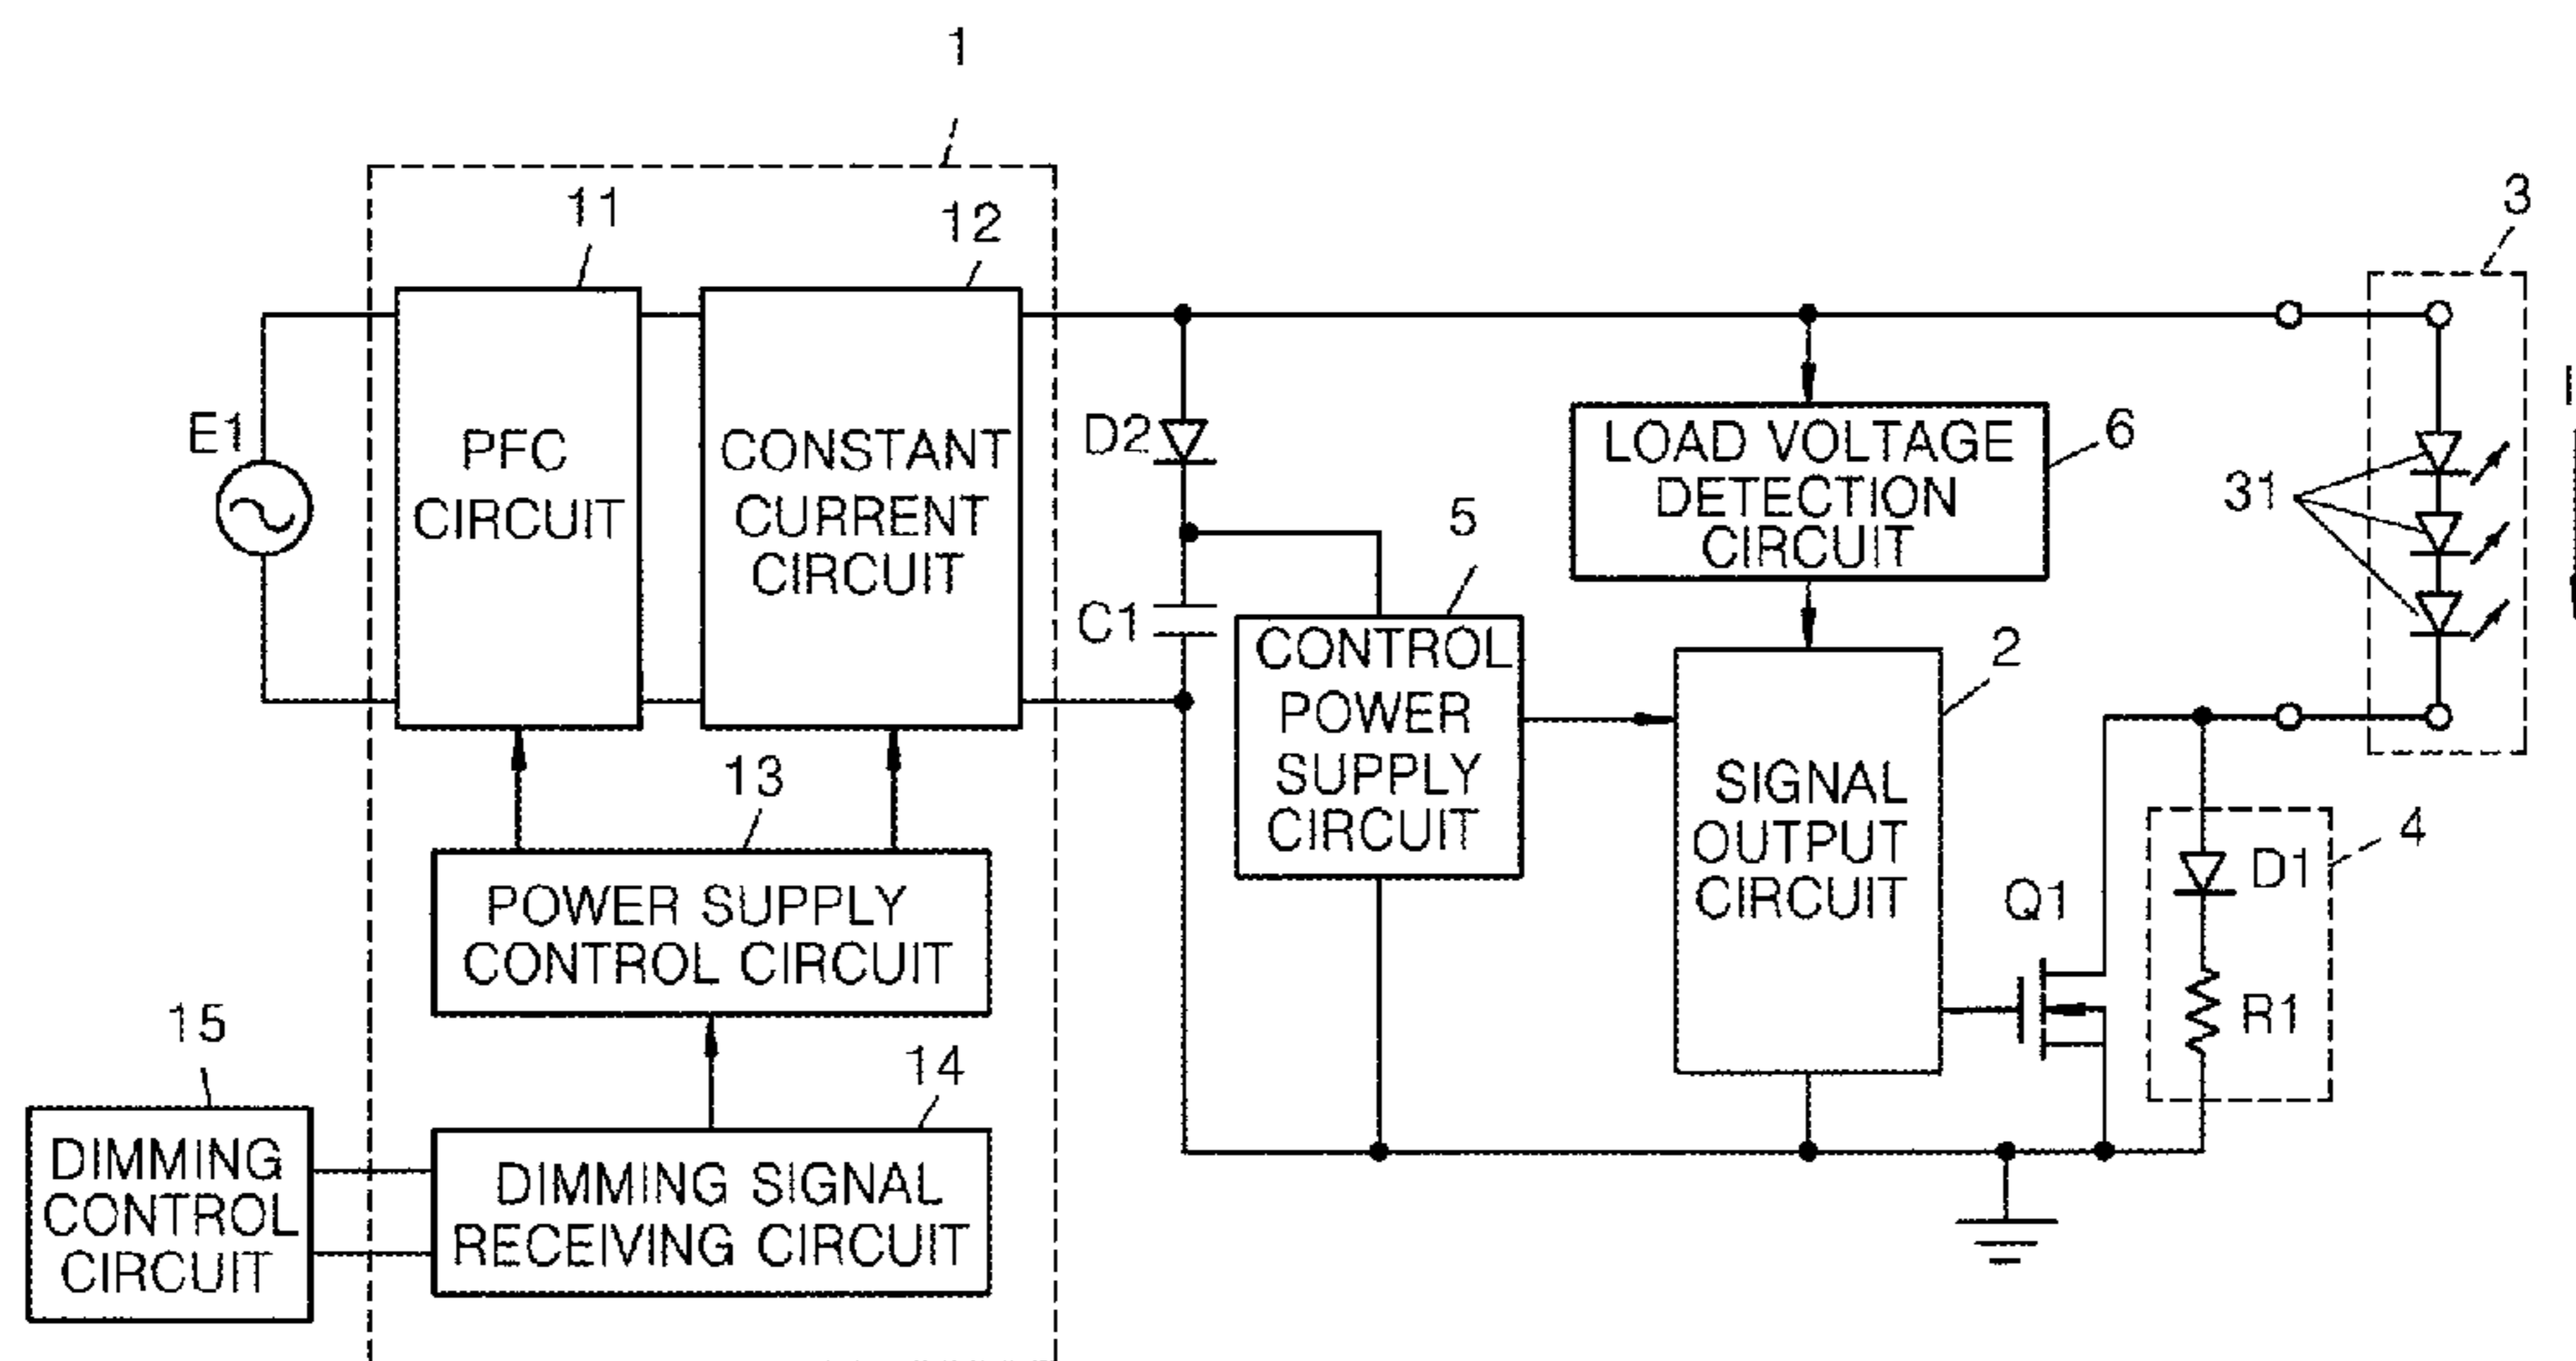 1
11
12
3
E1
PFC
CIRCUIT
CONSTANT
CURRENT
CIRCUIT
D2
C1
5
CONTROL
POWER
SUPPLY
CIRCUIT
LOAD VOLTAGE
DETECTION
CIRCUIT
6
31
2
SIGNAL
OUTPUT
CIRCUIT
Q1
4
D1
R1
13
POWER SUPPLY
CONTROL CIRCUIT
14
DIMMING SIGNAL
RECEIVING CIRCUIT
15
DIMMING
CONTROL
CIRCUIT